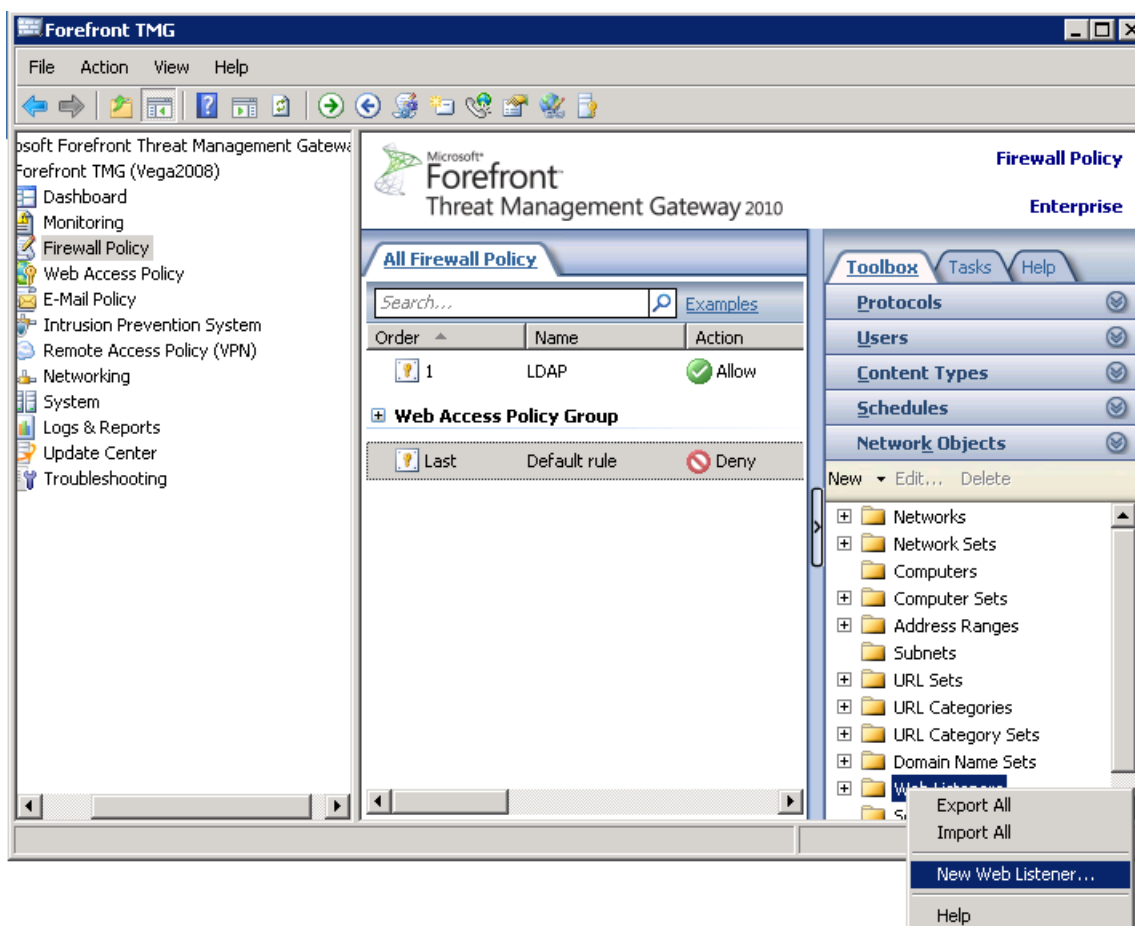 Forefront TMG
File Action View Help
osoft Forefront Threat Management Gatewa
Forefront TMG (Vega2008)
Dashboard
Monitoring
Firewall Policy
Web Access Policy
E-Mail Policy
Intrusion Prevention System
Remote Access Policy (VPN)
Networking
System
Logs & Reports
Update Center
Troubleshooting
Microsoft
Forefront
Threat Management Gateway 2010
Firewall Policy
Enterprise
All Firewall Policy
Search...
Examples
Order Name Action
1 LDAP Allow
Web Access Policy Group
Last Default rule Deny
Toolbox Tasks Help
Protocols
Users
Content Types
Schedules
Network Objects
New Edit... Delete
Networks
Network Sets
Computers
Computer Sets
Address Ranges
Subnets
URL Sets
URL Categories
URL Category Sets
Domain Name Sets
Web Listeners
Export All
Import All
New Web Listener...
Help